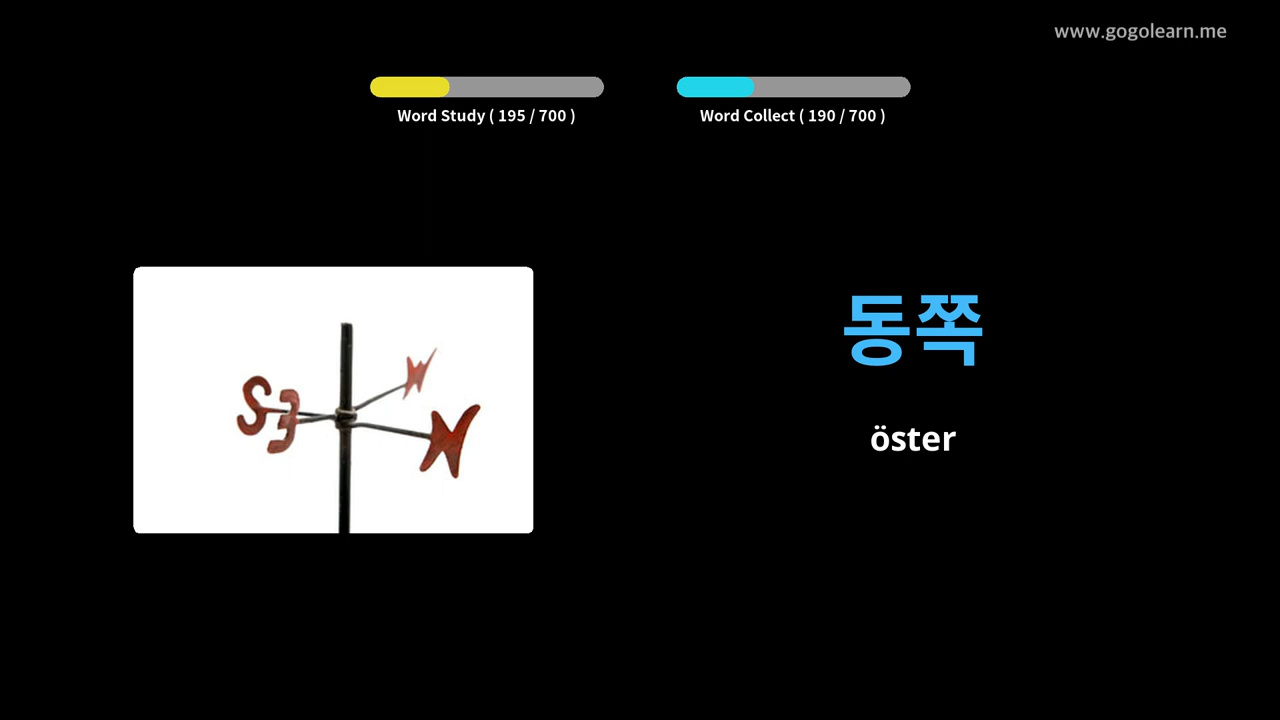 www.gogolearn.me
Word Study ( 195 / 700 )
Word Collect ( 190 / 700 )
S E W N
동쪽
öster